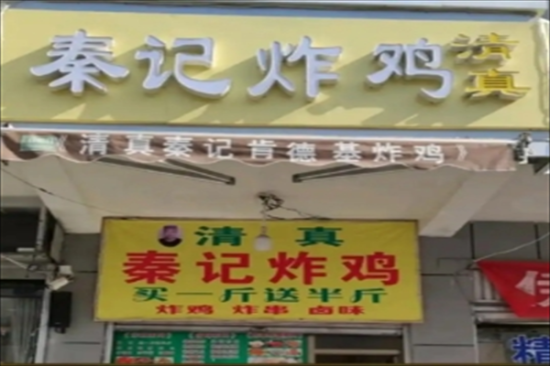 秦记炸鸡 清真
《清真秦记肯德基炸鸡》
清真
秦记炸鸡
买一斤送半斤
炸鸡 炸串 卤味